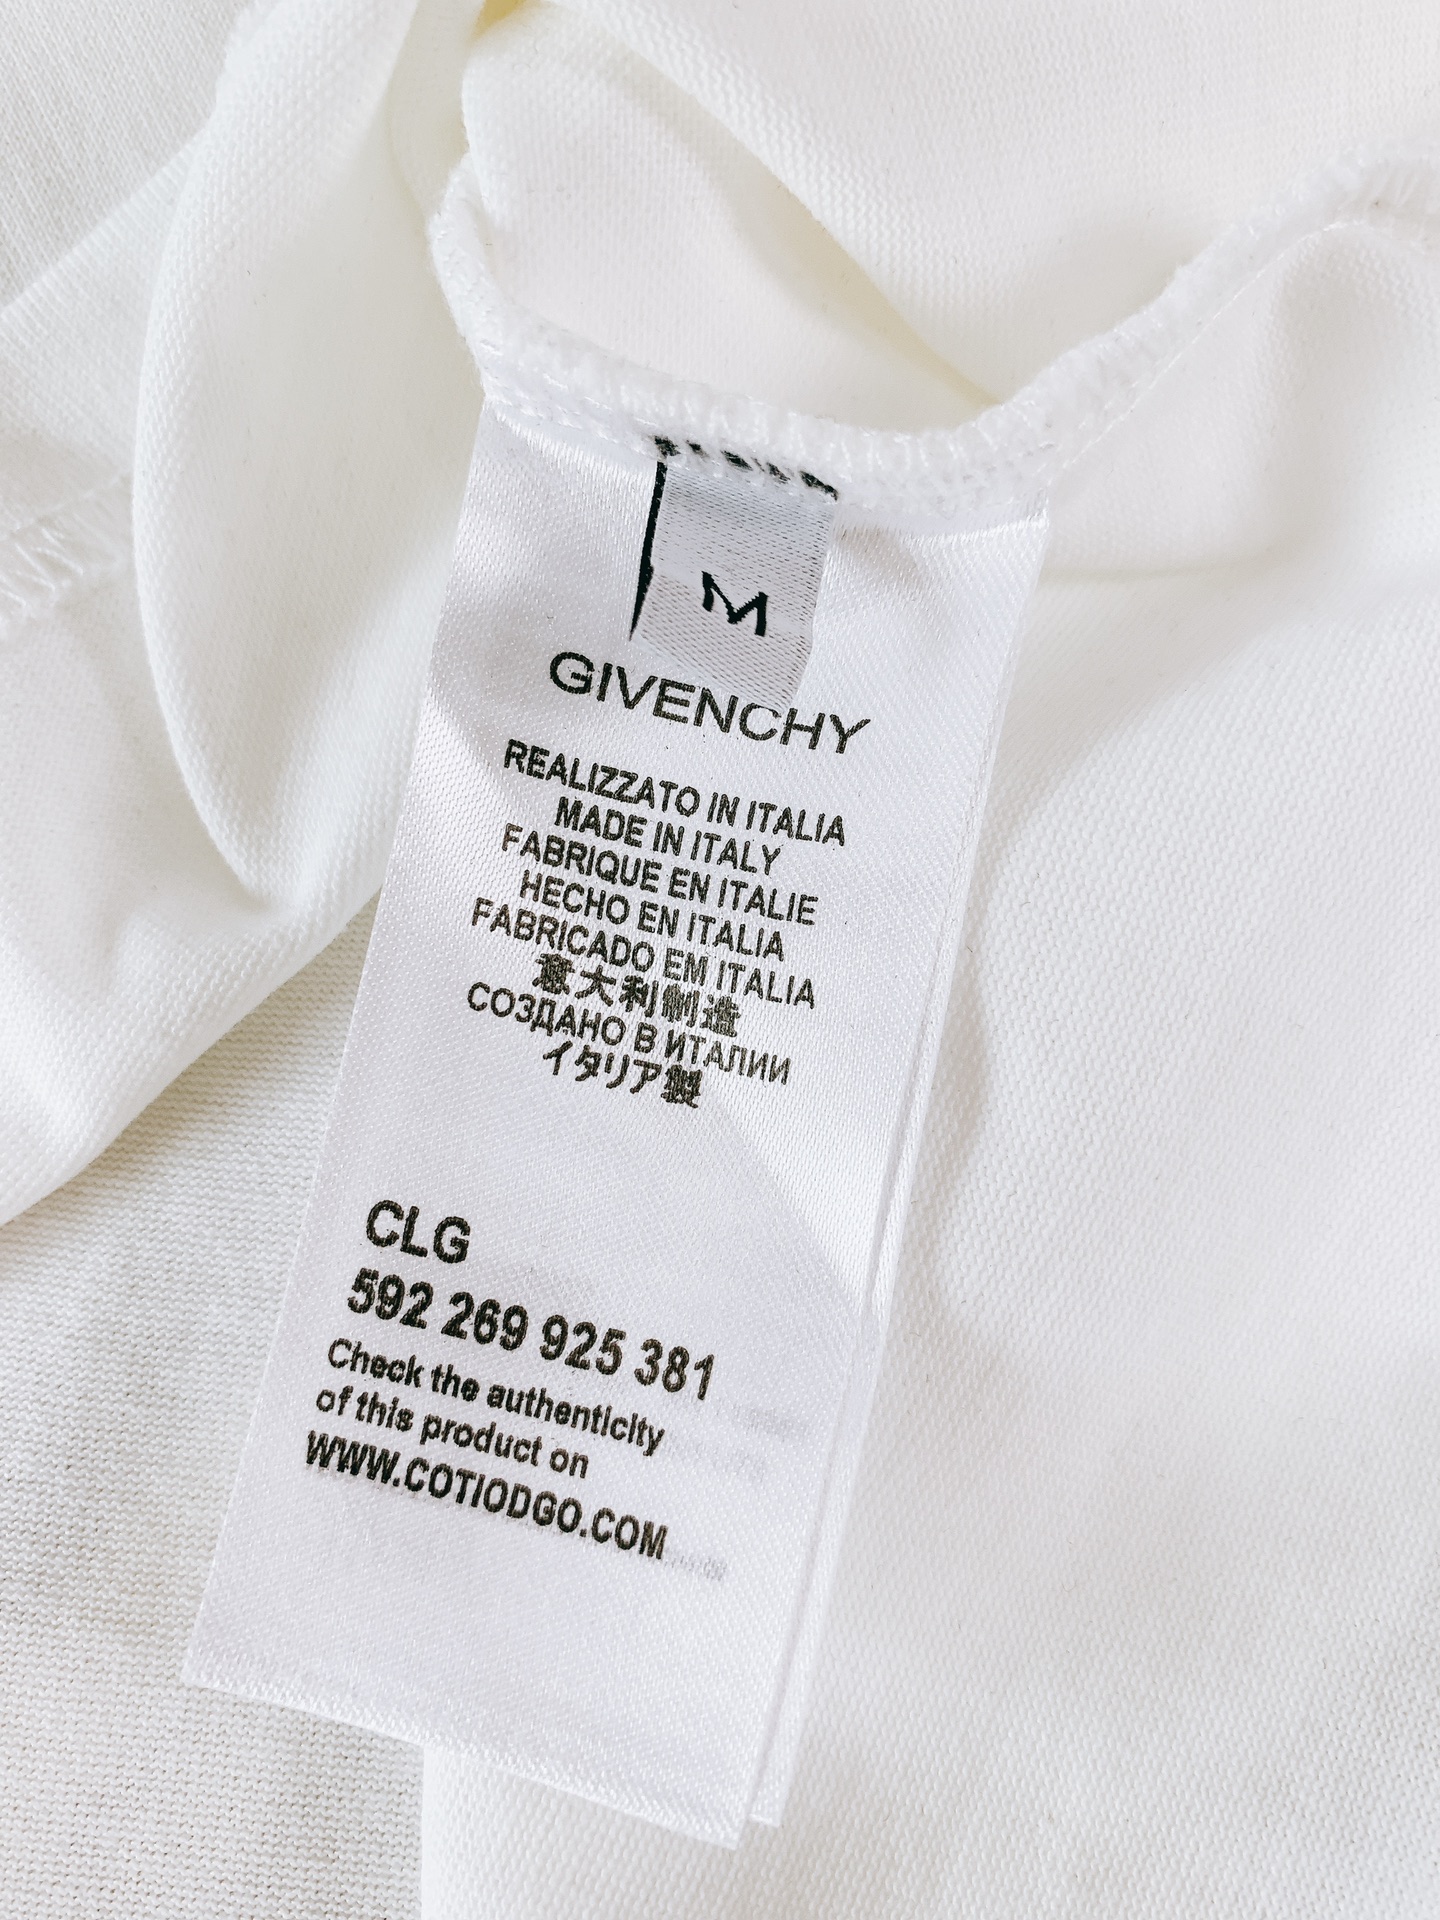 M
GIVENCHY
REALIZZATO IN ITALIA
MADE IN ITALY
FABRIQUE EN ITALIE
HECHO EN ITALIA
FABRICADO EM ITALIA
意大利制造
СОЗДАНО В ИТАЛИИ
イタリア製
CLG
592 269 925 381
Check the authenticity
of this product on
WWW.COTIODGO.COM